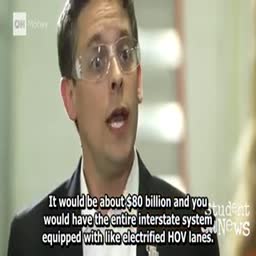 CNN Money
Student
News
It would be about $80 billion and you
would have the entire interstate system
equipped with like electrified HOV lanes.